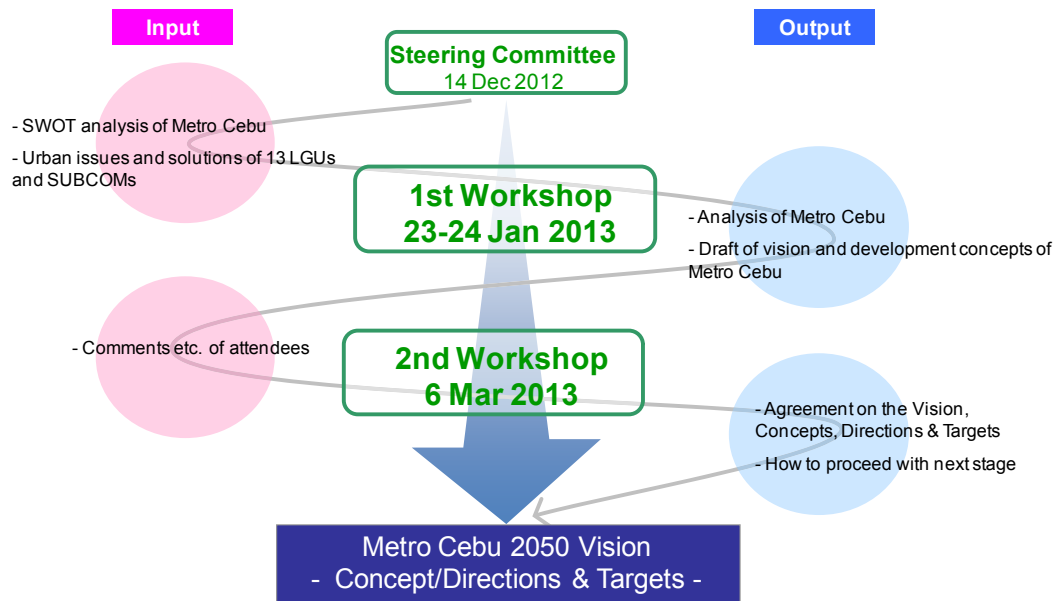 Input
Output
Steering Committee
14 Dec 2012
- SWOT analysis of Metro Cebu
- Urban issues and solutions of 13 LGUs
and SUBCOMs
1st Workshop
23-24 Jan 2013
- Analysis of Metro Cebu
- Draft of vision and development concepts of
Metro Cebu
- Comments etc. of attendees
2nd Workshop
6 Mar 2013
- Agreement on the Vision,
Concepts, Directions & Targets
- How to proceed with next stage
Metro Cebu 2050 Vision
- Concept/Directions & Targets -